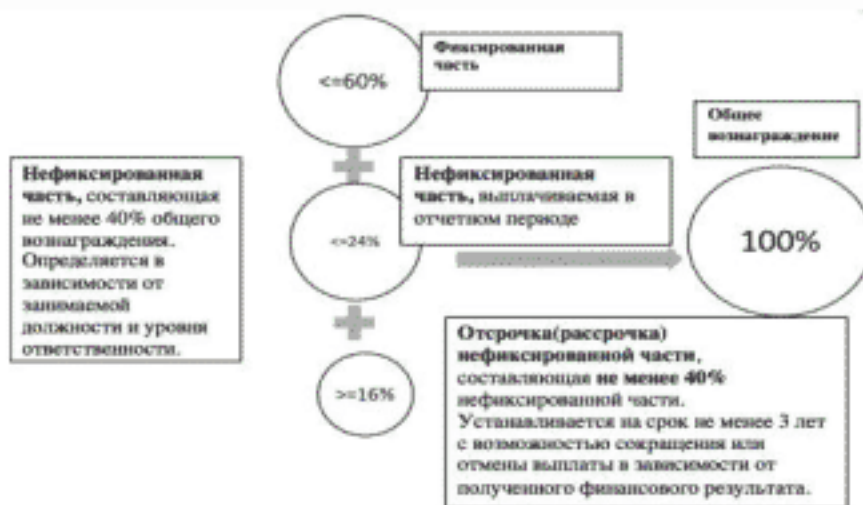 <=60%
Фиксированная
часть
Общее
вознаграждение
Нефиксированная
часть, составляющая
не менее 40% общего
вознаграждения.
Определяется в
зависимости от
занимаемой
должности и уровня
ответственности.
Нефиксированная
часть, выплачиваемая в
отчетном периоде
<=24%
100%
>=16%
Отсрочка(рассрочка)
нефиксированной части,
составляющая не менее 40%
нефиксированной части.
Устанавливается на срок не менее 3 лет
с возможностью сокращения или
отмены выплаты в зависимости от
полученного финансового результата.